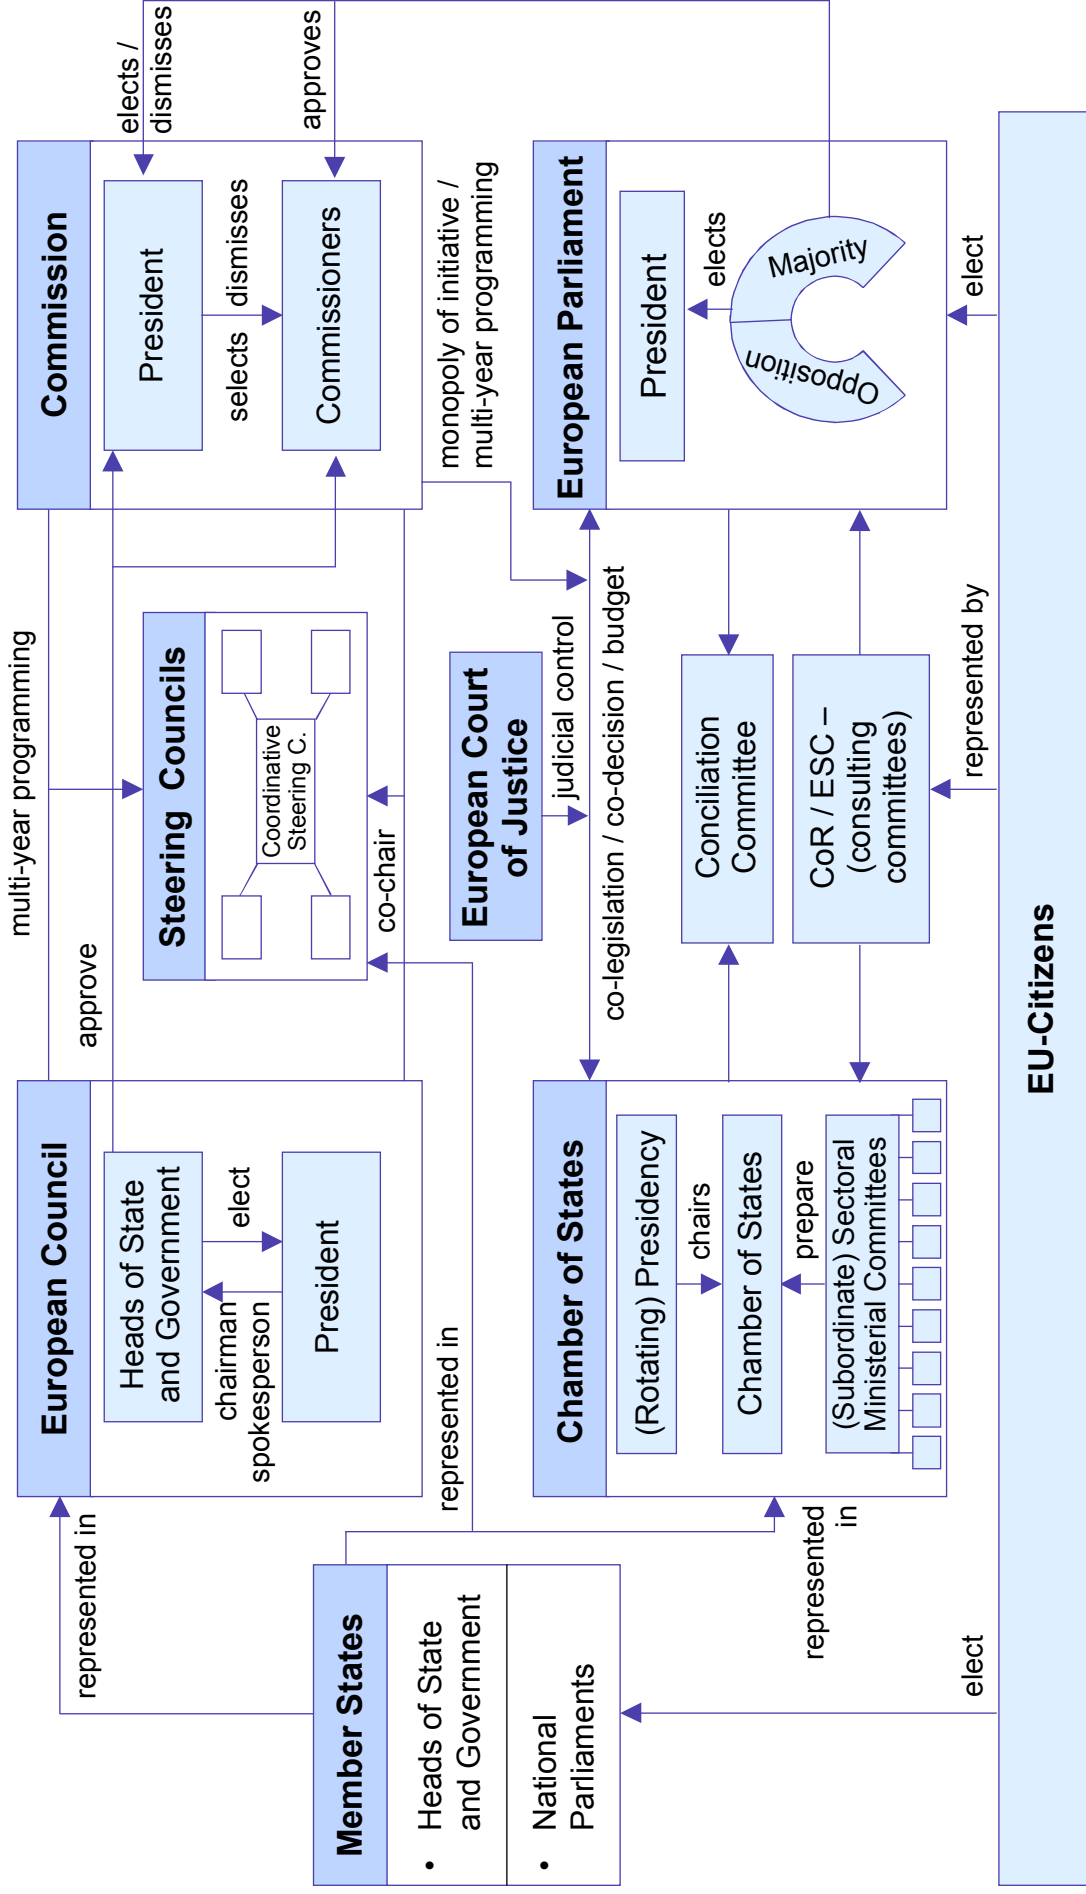 multi-year programming
European Council
Heads of State
and Government
elect
chairman
spokesperson
President
approve
Steering Councils
Coordinative
Steering C.
co-chair
Commission
President
selects
dismisses
Commissioners
elects /
dismisses
approves
represented in
represented in
Member States
• Heads of State
and Government
• National
Parliaments
represented
in
European Court
of Justice
judicial control
monopoly of initiative /
multi-year programming
co-legislation / co-decision / budget
Chamber of States
(Rotating) Presidency
chairs
Chamber of States
prepare
(Subordinate) Sectoral
Ministerial Committees
Conciliation
Committee
CoR / ESC –
(consulting
committees)
European Parliament
President
elects
Opposition
Majority
elect
represented by
elect
EU-Citizens